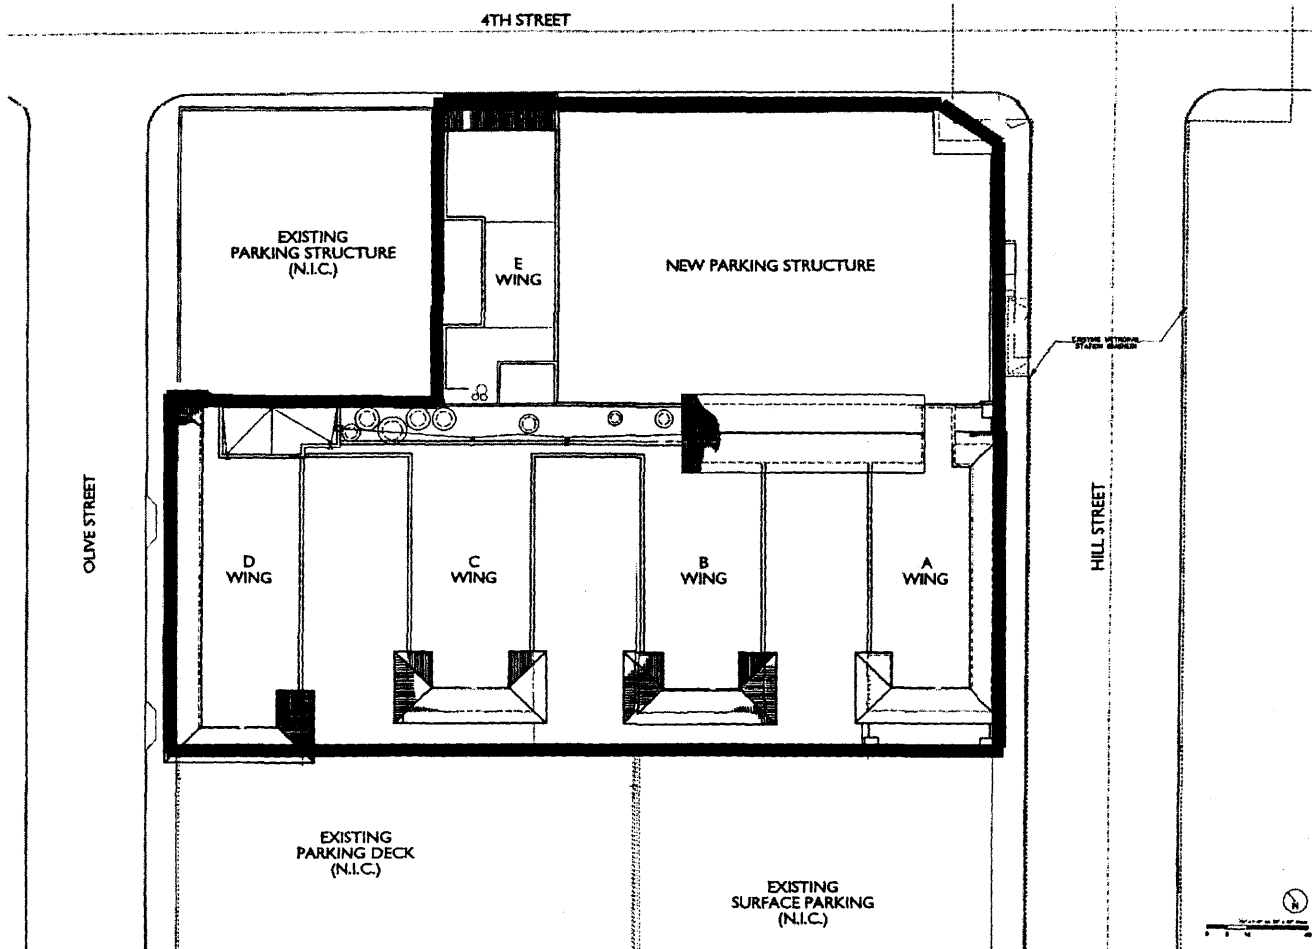 4TH STREET
EXISTING
PARKING STRUCTURE
(N.I.C.)
E
WING
NEW PARKING STRUCTURE
OLIVE STREET
HILL STREET
D
WING
C
WING
B
WING
A
WING
EXISTING
PARKING DECK
(N.I.C.)
EXISTING
SURFACE PARKING
(N.I.C.)
N